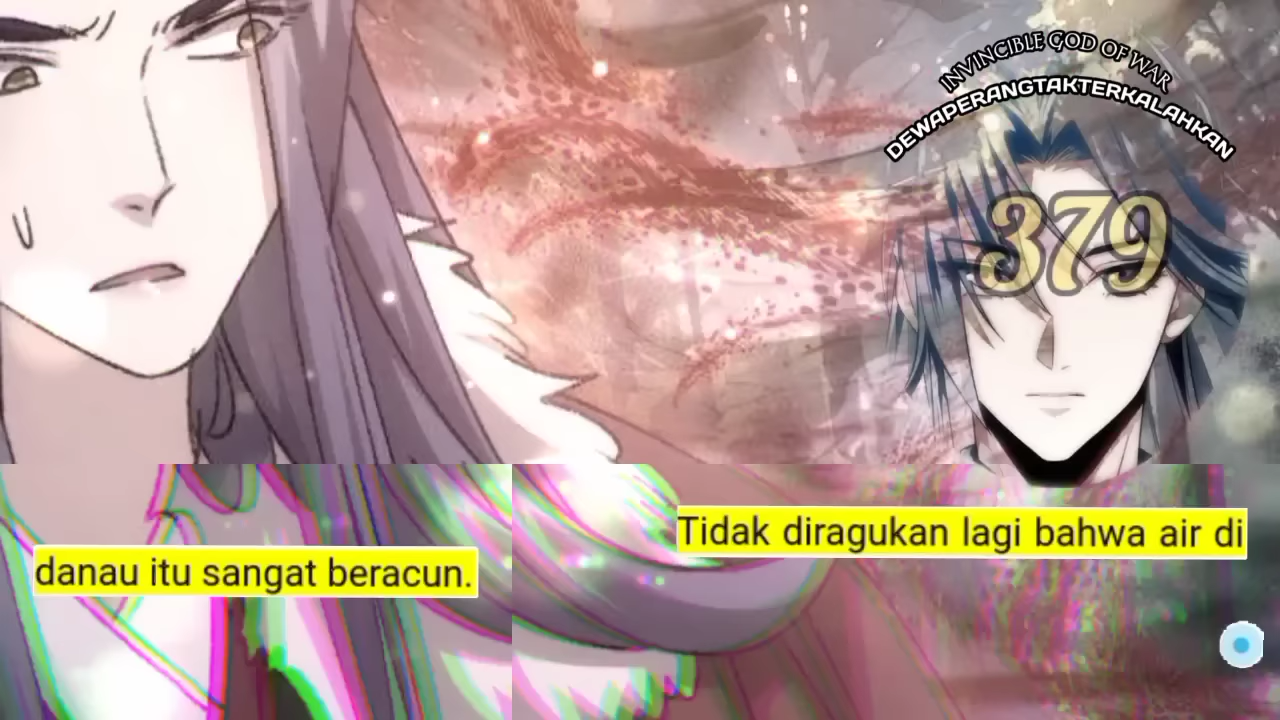 INVINCIBLE GOD OF WAR
DEWAPERANGTAKTERKALAHKAN
379
Tidak diragukan lagi bahwa air di
danau itu sangat beracun.